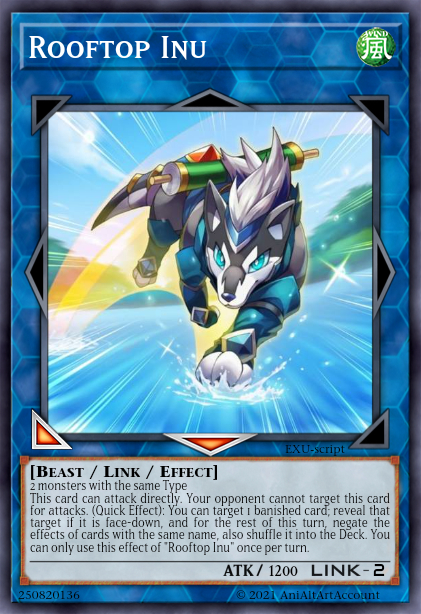 Rooftop Inu
WIND
風
EXU-script
[Beast / Link / Effect]
2 monsters with the same Type
This card can attack directly. Your opponent cannot target this card
for attacks. (Quick Effect): You can target 1 banished card; reveal that
target if it is face-down, and for the rest of this turn, negate the
effects of cards with the same name, also shuffle it into the Deck. You
can only use this effect of "Rooftop Inu" once per turn.
ATK / 1200 LINK-2
250820136 © 2021 AniAltArtAccount